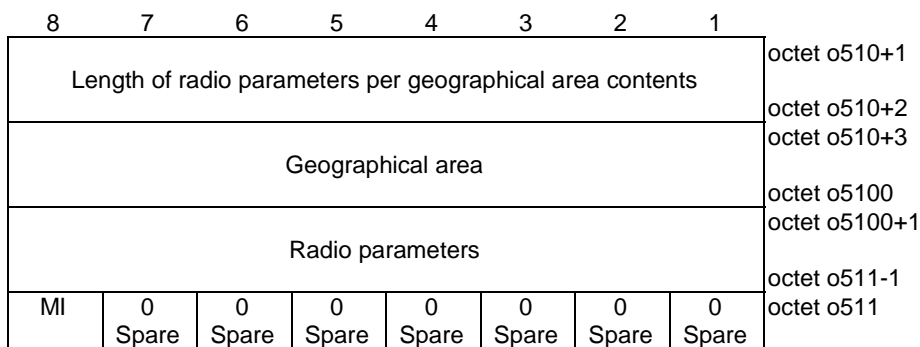 8 7 6 5 4 3 2 1
octet o510+1
Length of radio parameters per geographical area contents
octet o510+2
octet o510+3
Geographical area
octet o5100
octet o5100+1
Radio parameters
octet o511-1
MI 0 0 0 0 0 0 0 octet o511
Spare Spare Spare Spare Spare Spare Spare